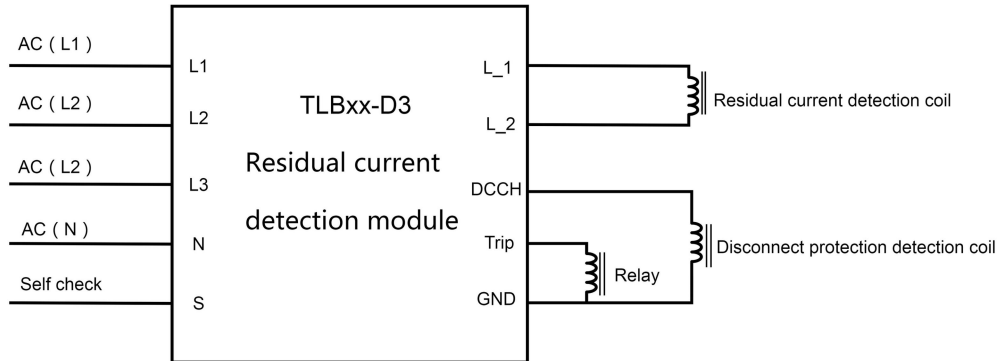 AC ( L1 )
L1
AC ( L2 )
L2
AC ( L2 )
L3
AC ( N )
N
Self check
S
TLBxx-D3
Residual current
detection module
L_1
L_2
DCCH
Trip
GND
Residual current detection coil
Disconnect protection detection coil
Relay